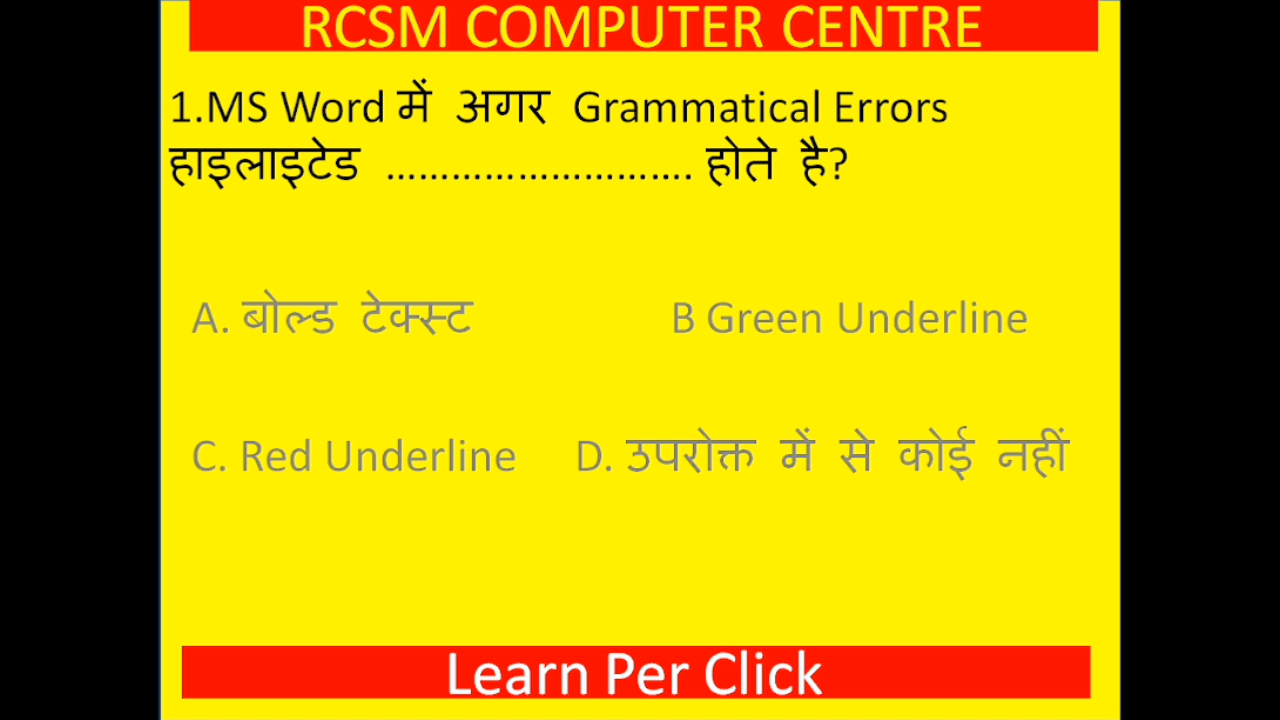 RCSM COMPUTER CENTRE
1.MS Word में अगर Grammatical Errors
हाइलाइटेड ………………………. होते है?
A. बोल्ड टेक्स्ट B Green Underline
C. Red Underline D. उपरोक्त में से कोई नहीं
Learn Per Click